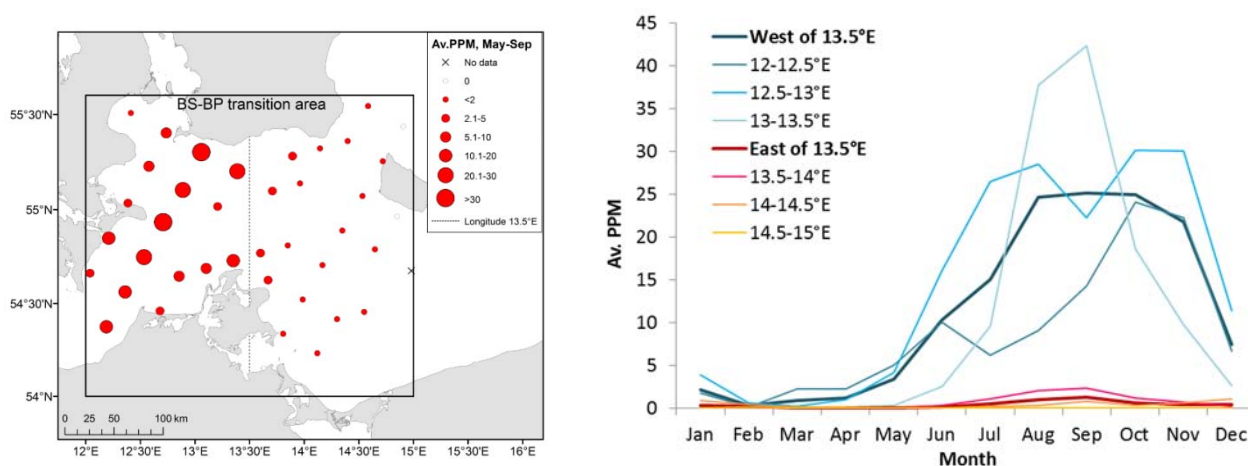 Av.PPM, May-Sep
No data
0
<2
2.1-5
5.1-10
10.1-20
20.1-30
>30
Longitude 13.5°E
BS-BP transition area
55°30'N
55°N
54°30'N
54°N
0 25 50 100 km
12°E 12°30'E 13°E 13°30'E 14°E 14°30'E 15°E 15°30'E 16°E
45
40
35
30
25
20
15
10
5
0
Av. PPM
West of 13.5°E
12-12.5°E
12.5-13°E
13-13.5°E
East of 13.5°E
13.5-14°E
14-14.5°E
14.5-15°E
Jan Feb Mar Apr May Jun Jul Aug Sep Oct Nov Dec
Month